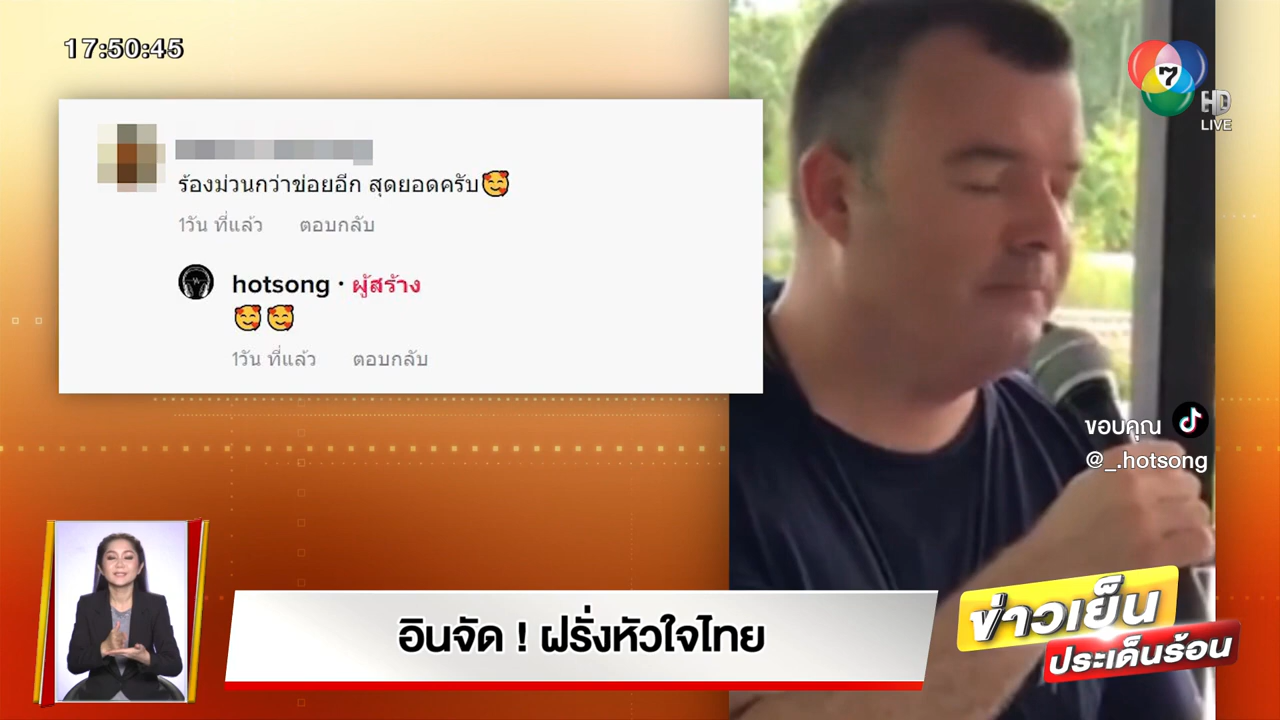 17:50:45
7
HD
LIVE
ร้องม่วนกว่าข่อยอีก สุดยอดครับ🥰
1วัน ที่แล้ว ตอบกลับ
hotsong · ผู้สร้าง
🥰🥰
1วัน ที่แล้ว ตอบกลับ
ขอบคุณ
@_.hotsong
อินจัด ! ฝรั่งหัวใจไทย
ข่าวเย็น
ประเด็นร้อน